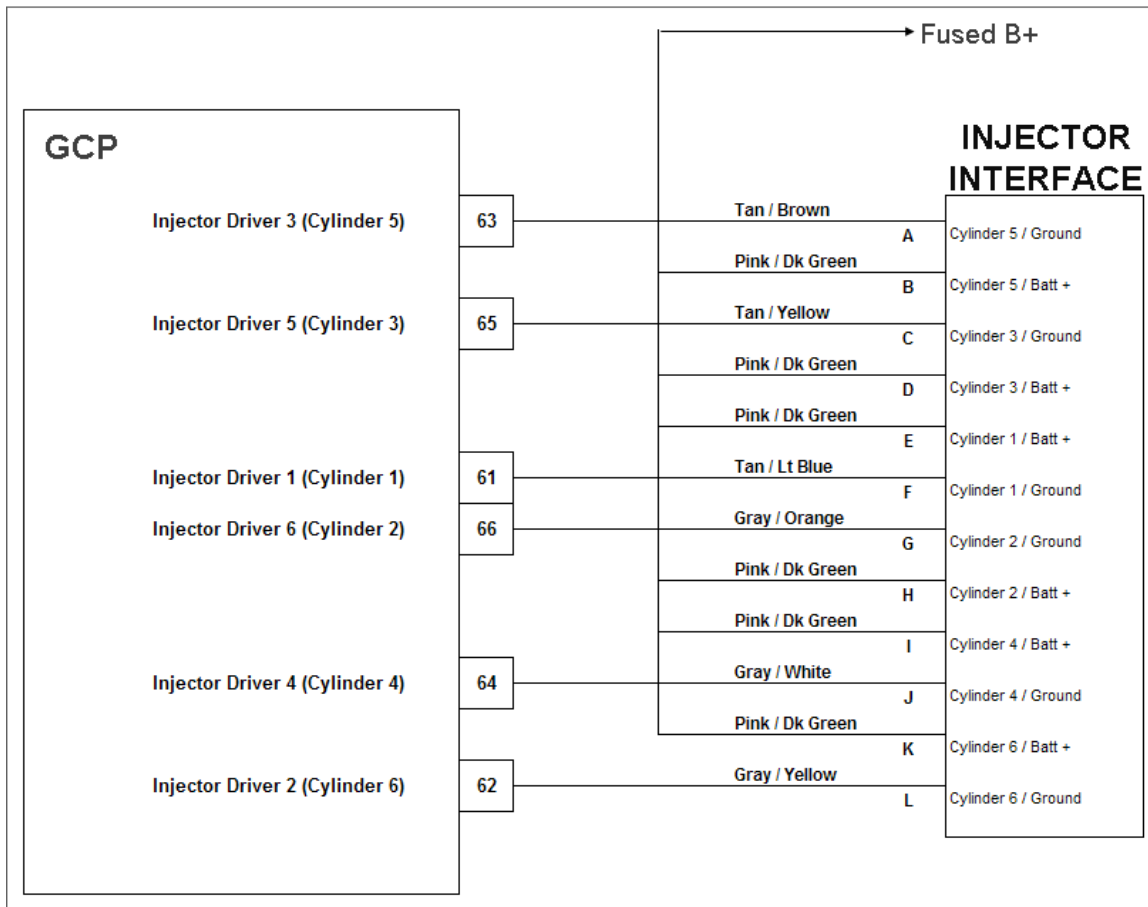 Fused B+
GCP
INJECTOR
INTERFACE
Injector Driver 3 (Cylinder 5)
63
Tan / Brown
A
Cylinder 5 / Ground
Pink / Dk Green
B
Cylinder 5 / Batt +
Injector Driver 5 (Cylinder 3)
65
Tan / Yellow
C
Cylinder 3 / Ground
Pink / Dk Green
D
Cylinder 3 / Batt +
Pink / Dk Green
E
Cylinder 1 / Batt +
Injector Driver 1 (Cylinder 1)
61
Tan / Lt Blue
F
Cylinder 1 / Ground
Injector Driver 6 (Cylinder 2)
66
Gray / Orange
G
Cylinder 2 / Ground
Pink / Dk Green
H
Cylinder 2 / Batt +
Pink / Dk Green
I
Cylinder 4 / Batt +
Injector Driver 4 (Cylinder 4)
64
Gray / White
J
Cylinder 4 / Ground
Pink / Dk Green
K
Cylinder 6 / Batt +
Injector Driver 2 (Cylinder 6)
62
Gray / Yellow
L
Cylinder 6 / Ground